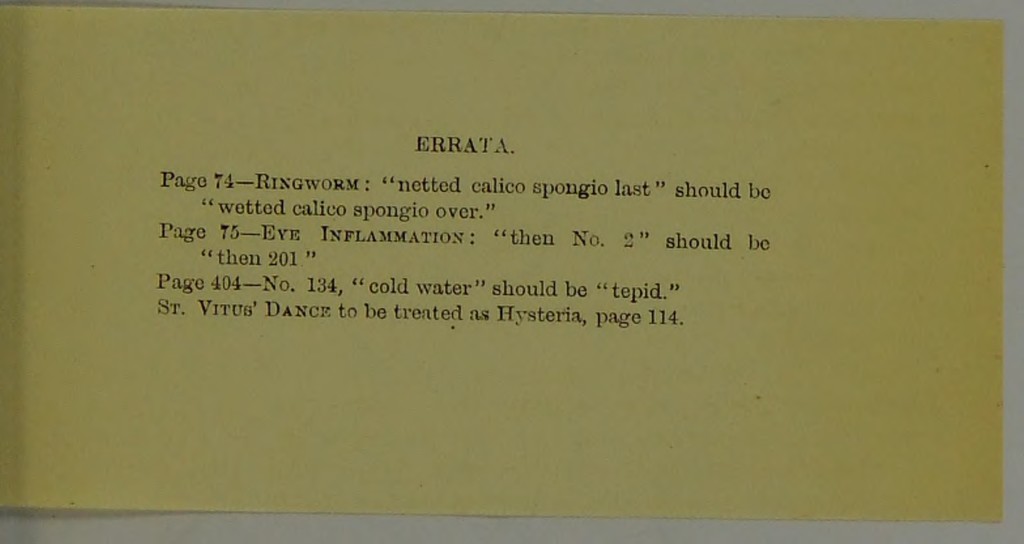 ERRATA.
Page 74—RINGWORM: "netted calico spongio last" should be
"wetted calico spongio over."
Page 75—EYE INFLAMMATION: "then No. 2" should be
"then 201"
Page 404—No. 134, "cold water" should be "tepid."
ST. VITUS' DANCE to be treated as Hysteria, page 114.